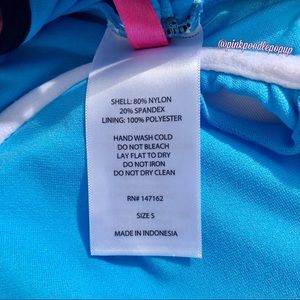 @pinkpoodlepopup
SHELL: 80% NYLON
20% SPANDEX
LINING: 100% POLYESTER
HAND WASH COLD
DO NOT BLEACH
LAY FLAT TO DRY
DO NOT IRON
DO NOT DRY CLEAN
RN# 147162
SIZE S
MADE IN INDONESIA